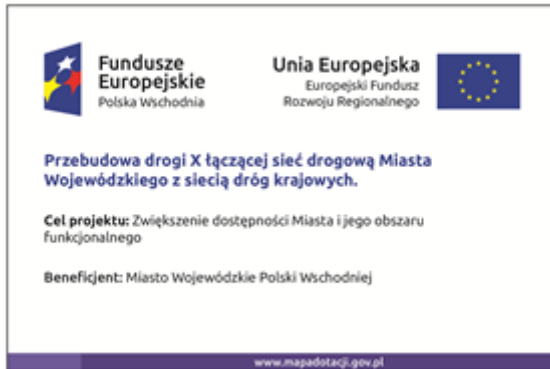 Fundusze
Europejskie
Polska Wschodnia
Unia Europejska
Europejski Fundusz
Rozwoju Regionalnego
Przebudowa drogi X łączącej sieć drogową Miasta
Wojewódzkiego z siecią dróg krajowych.
Cel projektu: Zwiększenie dostępności Miasta i jego obszaru
funkcjonalnego
Beneficjent: Miasto Wojewódzkie Polski Wschodniej
www.mapadotacji.gov.pl